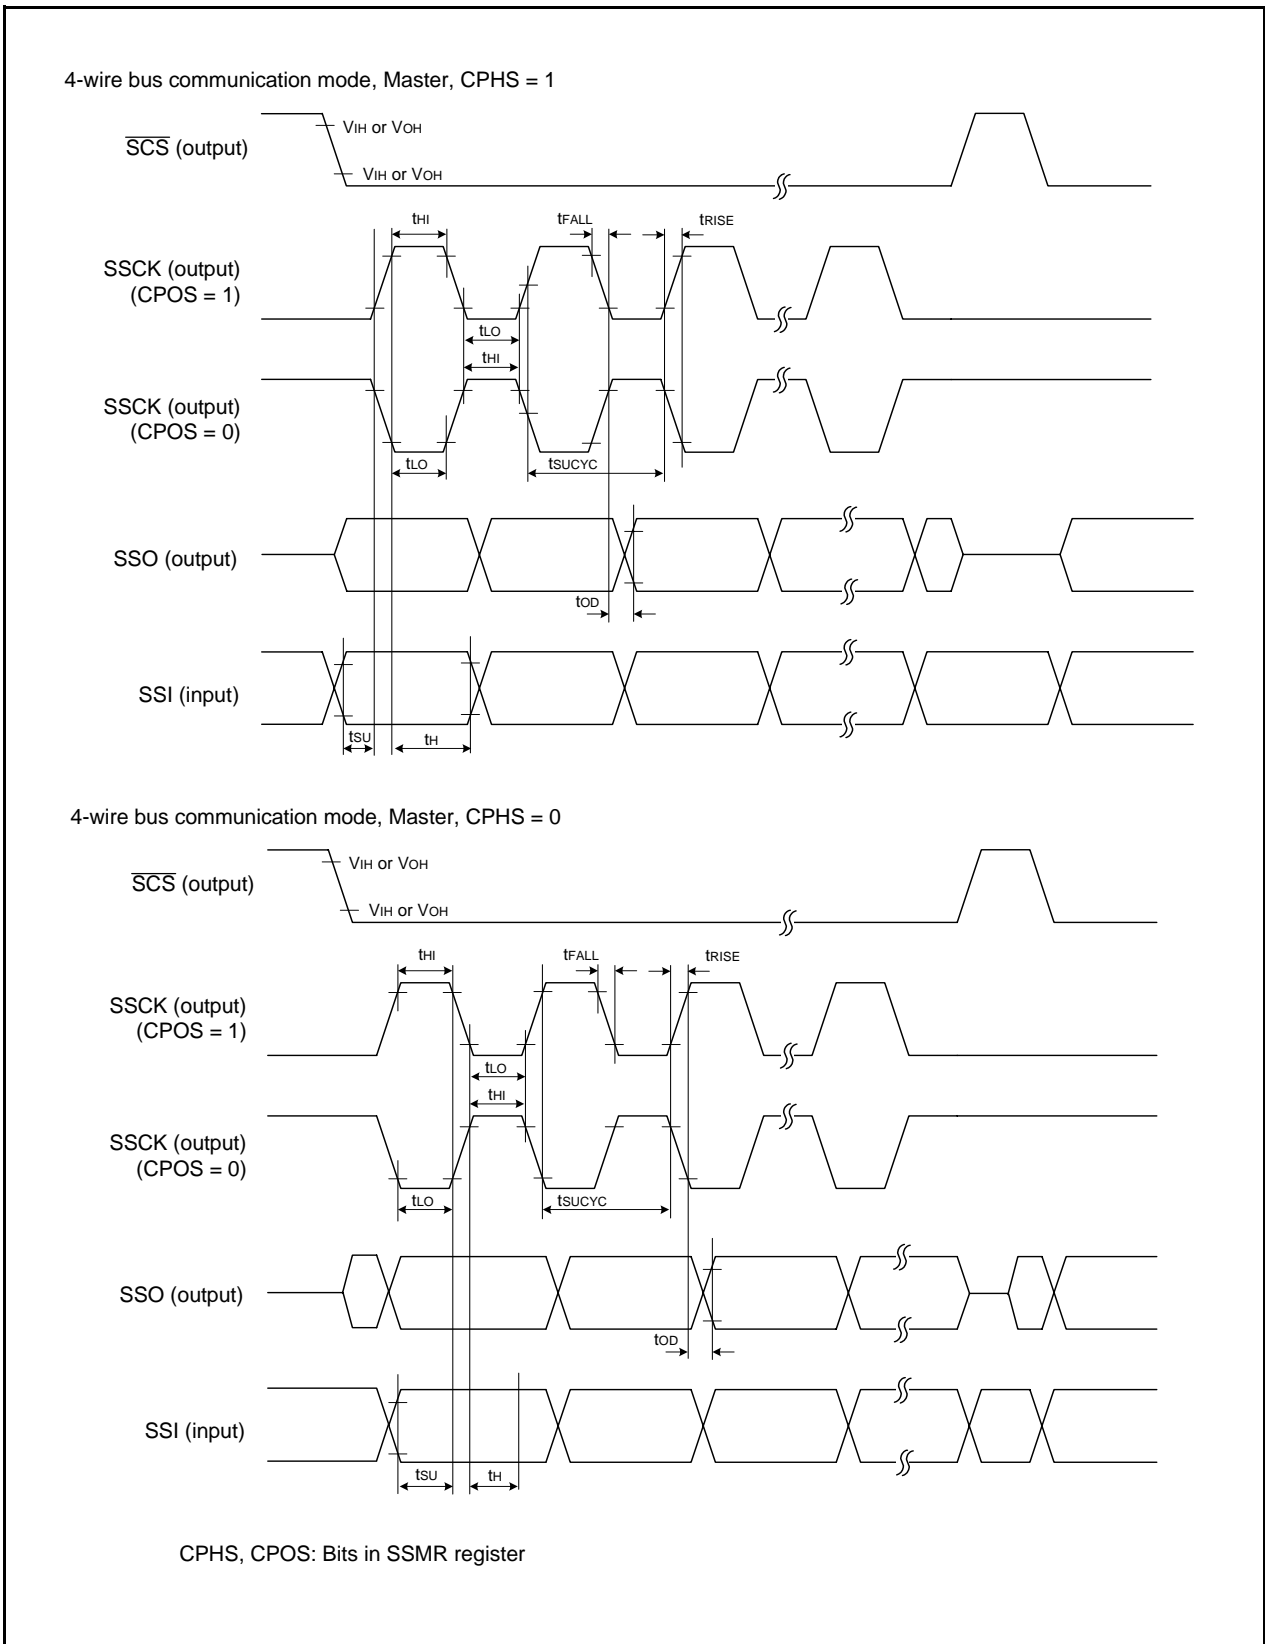 4-wire bus communication mode, Master, CPHS = 1
SCS (output)
VIH or VOH
VIH or VOH
tHI
tFALL
tRISE
SSCK (output)
(CPOS = 1)
tLO
tHI
SSCK (output)
(CPOS = 0)
tLO
tSUCYC
SSO (output)
tOD
SSI (input)
tSU
tH
4-wire bus communication mode, Master, CPHS = 0
SCS (output)
VIH or VOH
VIH or VOH
tHI
tFALL
tRISE
SSCK (output)
(CPOS = 1)
tLO
tHI
SSCK (output)
(CPOS = 0)
tLO
tSUCYC
SSO (output)
tOD
SSI (input)
tSU
tH
CPHS, CPOS: Bits in SSMR register